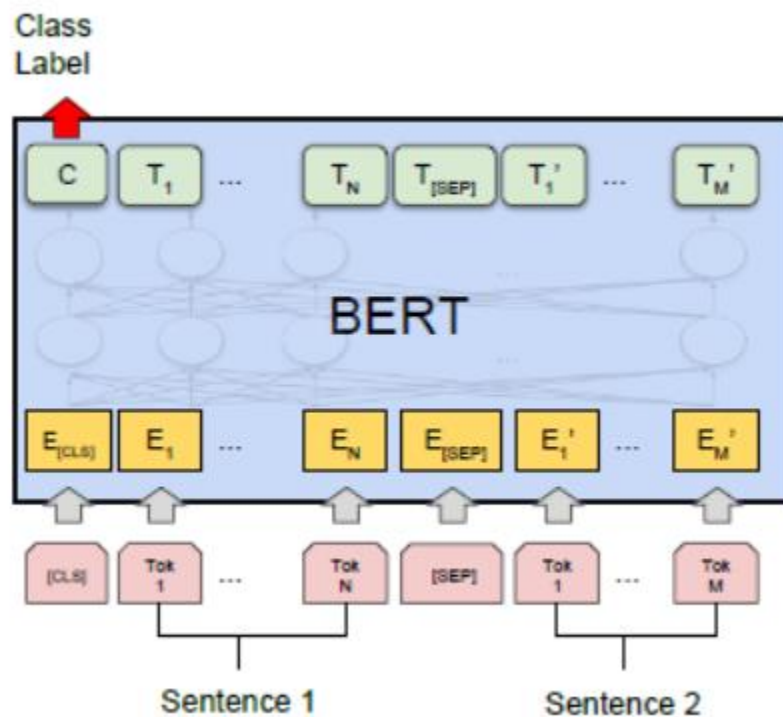 Class
Label
C T1 ... TN T[SEP] T1' ... TM'
...
BERT
...
E[CLS] E1 ... EN E[SEP] E1' ... EM'
[CLS] Tok 1 ... Tok N [SEP] Tok 1 ... Tok M
Sentence 1 Sentence 2